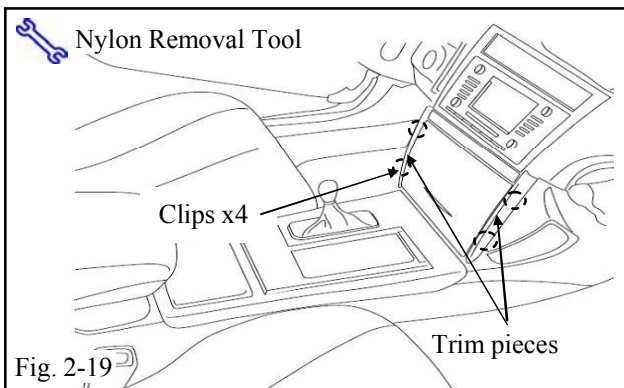 Nylon Removal Tool
Clips x4
Trim pieces
Fig. 2-19